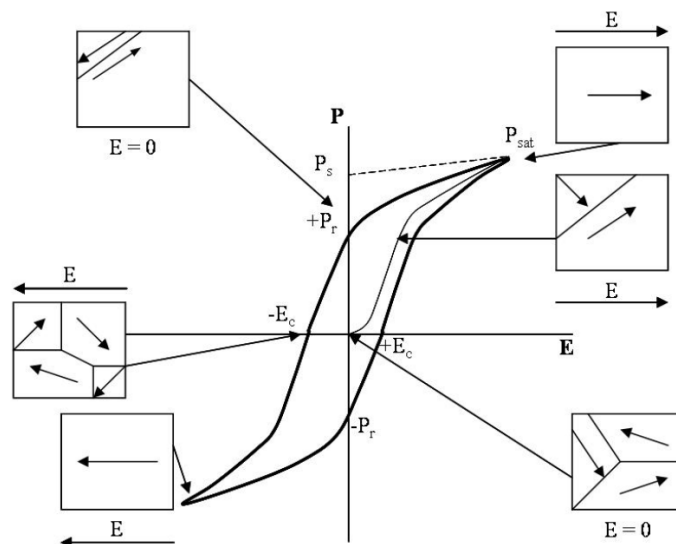 E
E = 0
P
P_sat
P_s
+P_r
E
E
-E_c
+E_c
E
-P_r
E
E = 0